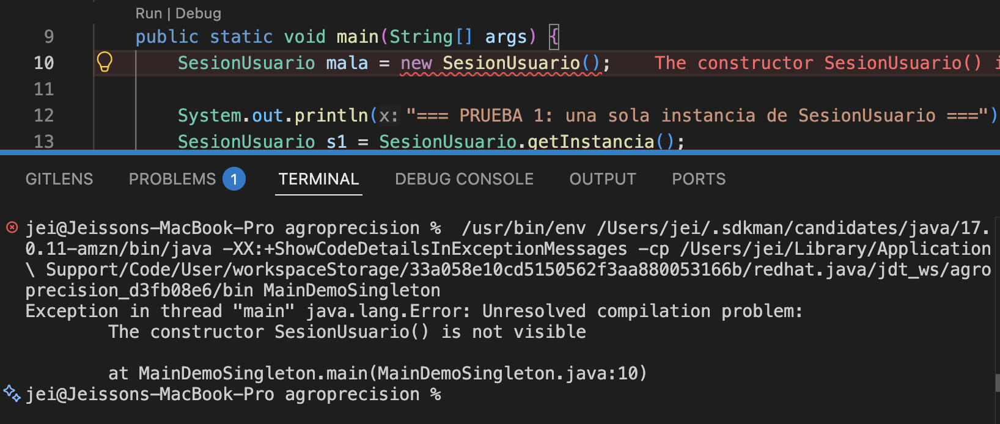 Run | Debug
9 public static void main(String[] args) {
10 SesionUsuario mala = new SesionUsuario(); The constructor SesionUsuario()
11
12 System.out.println(x: "=== PRUEBA 1: una sola instancia de SesionUsuario ===")
13 SesionUsuario s1 = SesionUsuario.getInstancia();
GITLENS PROBLEMS 1 TERMINAL DEBUG CONSOLE OUTPUT PORTS
jei@Jeissons-MacBook-Pro agroprecision % /usr/bin/env /Users/jei/.sdkman/candidates/java/17.
0.11-amzn/bin/java -XX:+ShowCodeDetailsInExceptionMessages -cp /Users/jei/Library/Application
\ Support/Code/User/workspaceStorage/33a058e10cd5150562f3aa880053166b/redhat.java/jdt_ws/agro
precision_d3fb08e6/bin MainDemoSingleton
Exception in thread "main" java.lang.Error: Unresolved compilation problem:
The constructor SesionUsuario() is not visible
at MainDemoSingleton.main(MainDemoSingleton.java:10)
jei@Jeissons-MacBook-Pro agroprecision %